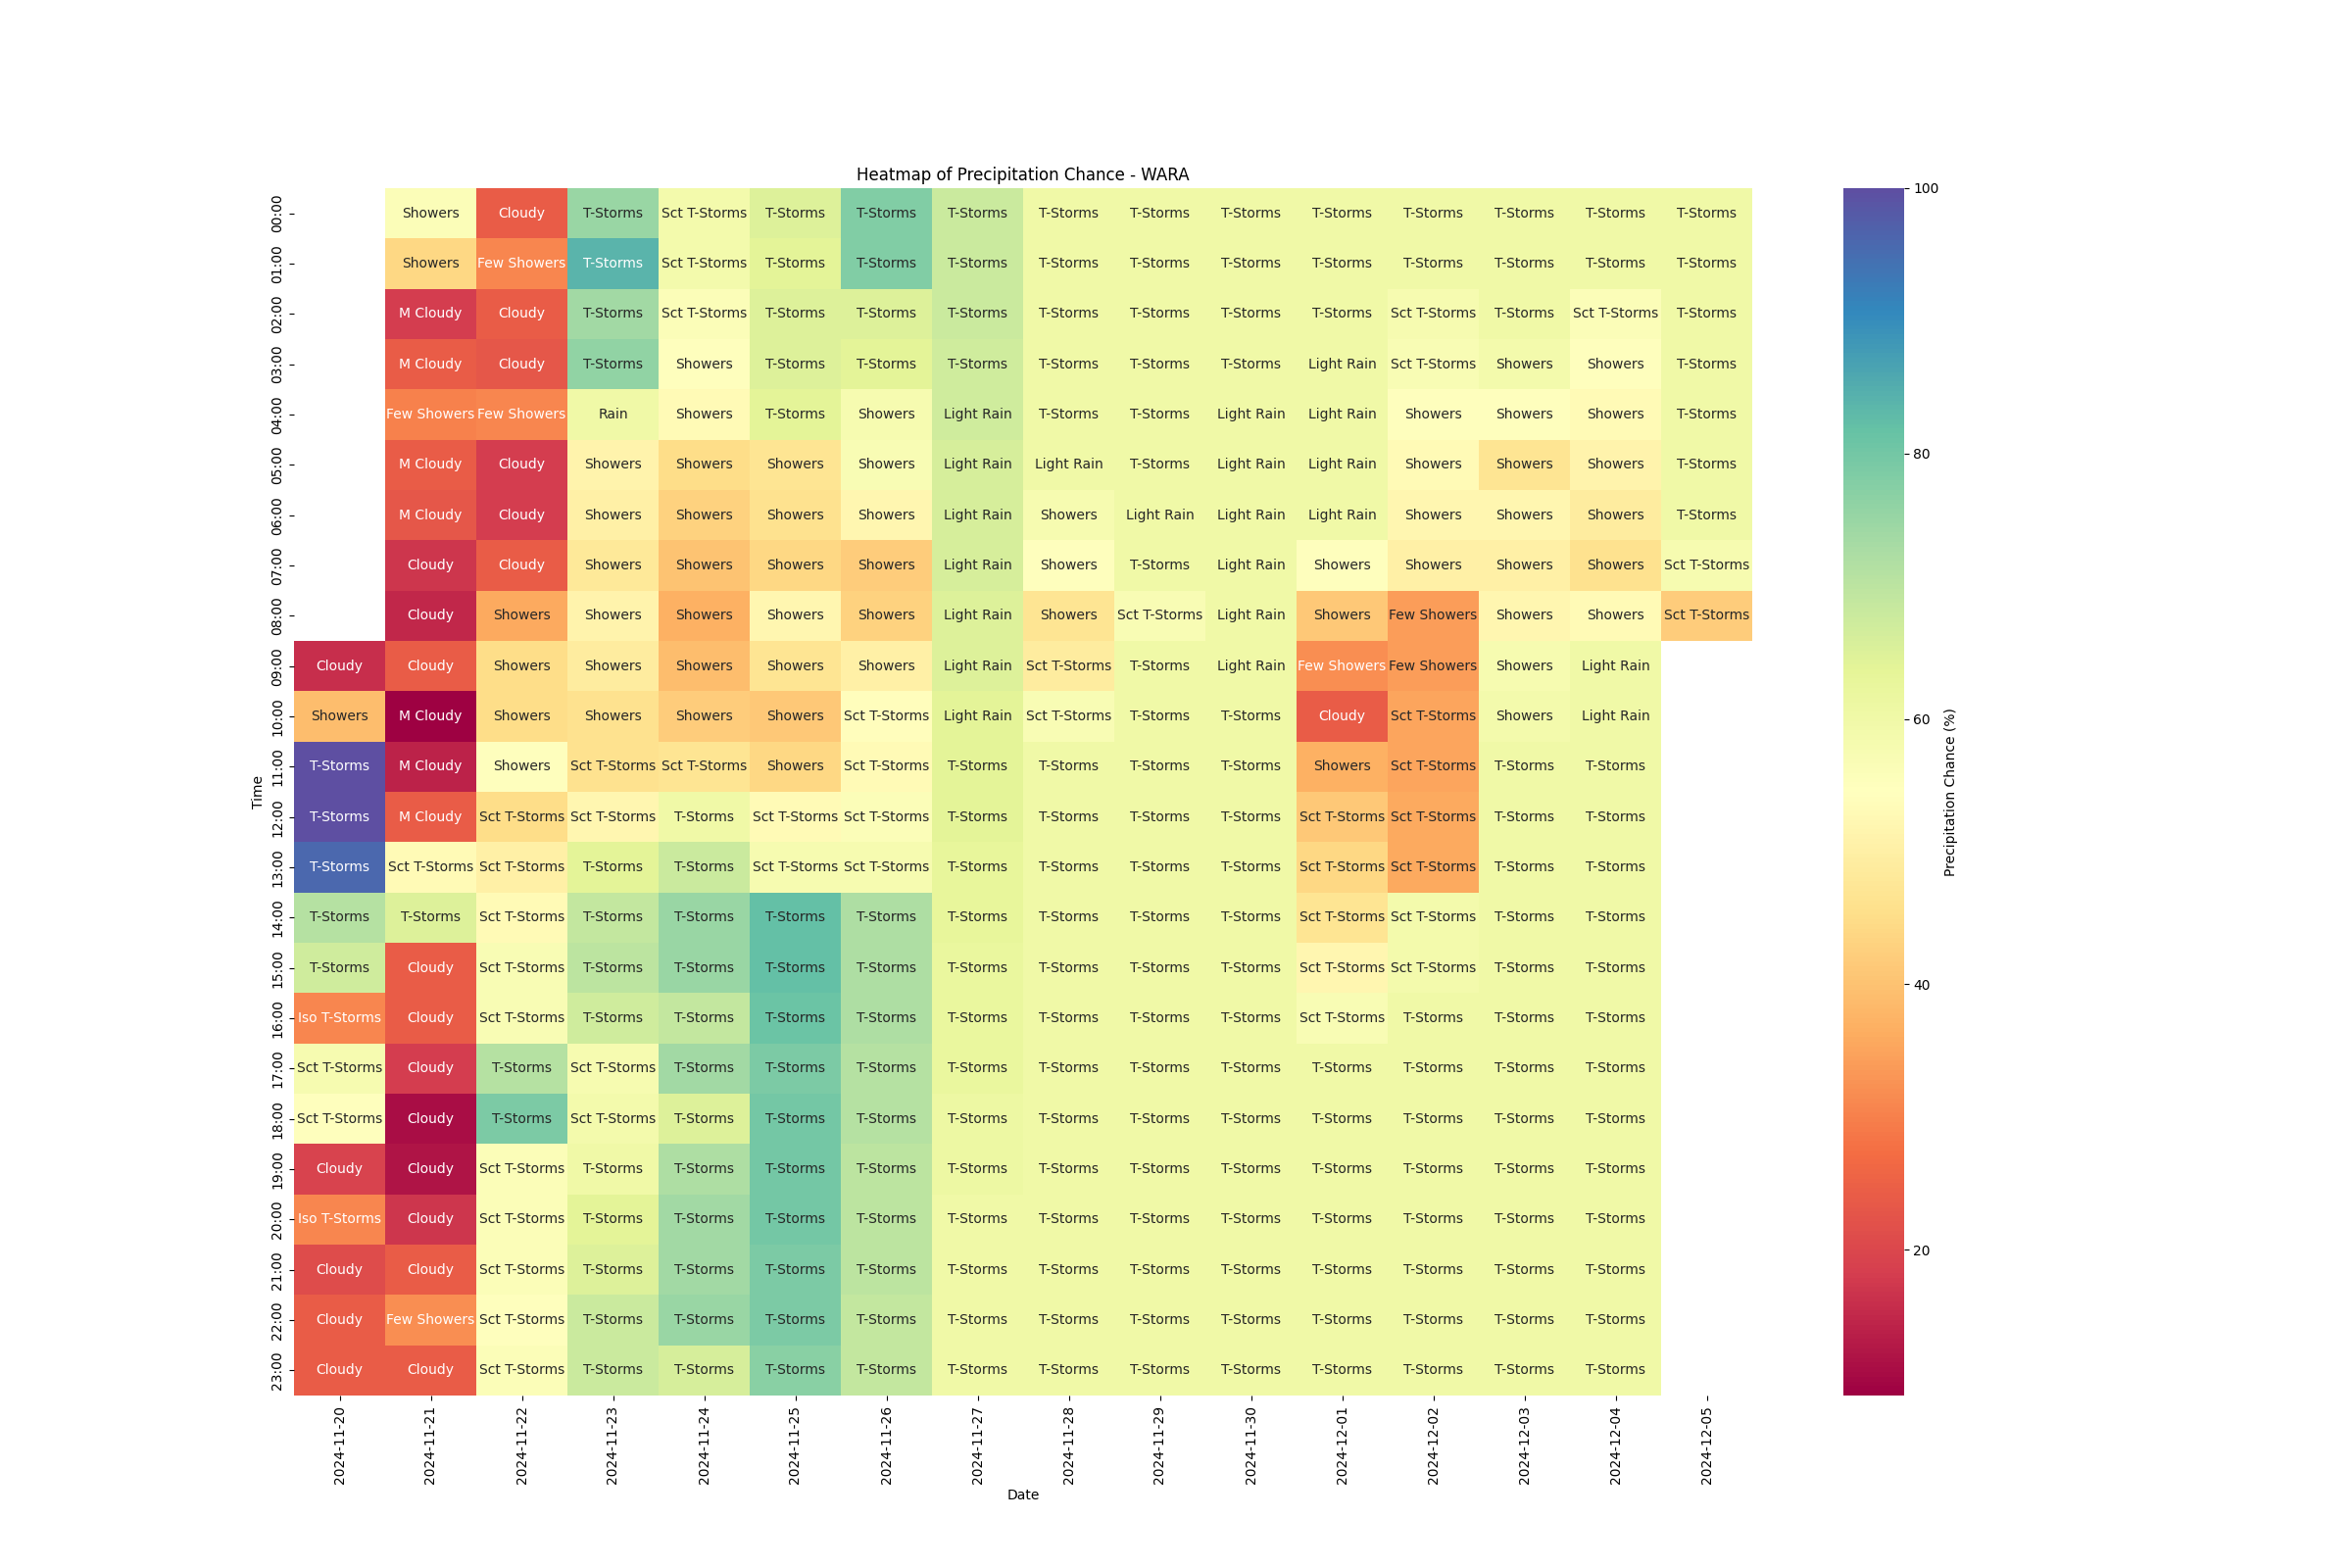 Heatmap of Precipitation Chance - WARA
00:00 Showers Cloudy T-Storms Sct T-Storms T-Storms T-Storms T-Storms T-Storms T-Storms T-Storms T-Storms T-Storms T-Storms T-Storms T-Storms
01:00 Showers Few Showers T-Storms Sct T-Storms T-Storms T-Storms T-Storms T-Storms T-Storms T-Storms T-Storms T-Storms T-Storms T-Storms T-Storms
02:00 M Cloudy Cloudy T-Storms Sct T-Storms T-Storms T-Storms T-Storms T-Storms T-Storms T-Storms T-Storms Sct T-Storms T-Storms Sct T-Storms T-Storms
03:00 M Cloudy Cloudy T-Storms Showers T-Storms T-Storms T-Storms T-Storms T-Storms T-Storms Light Rain Sct T-Storms Showers Showers T-Storms
04:00 Few Showers Few Showers Rain Showers T-Storms Showers Light Rain T-Storms T-Storms Light Rain Light Rain Showers Showers Showers T-Storms
05:00 M Cloudy Cloudy Showers Showers Showers Showers Light Rain Light Rain T-Storms Light Rain Light Rain Showers Showers Showers T-Storms
06:00 M Cloudy Cloudy Showers Showers Showers Showers Light Rain Showers Light Rain Light Rain Light Rain Showers Showers Showers T-Storms
07:00 Cloudy Cloudy Showers Showers Showers Showers Light Rain Showers T-Storms Light Rain Showers Showers Showers Showers Sct T-Storms
08:00 Cloudy Showers Showers Showers Showers Showers Light Rain Showers Sct T-Storms Light Rain Showers Few Showers Showers Showers Sct T-Storms
09:00 Cloudy Cloudy Showers Showers Showers Showers Showers Light Rain Sct T-Storms T-Storms Light Rain Few Showers Few Showers Showers Light Rain
10:00 Showers M Cloudy Showers Showers Showers Showers Sct T-Storms Light Rain Sct T-Storms T-Storms T-Storms Cloudy Sct T-Storms Showers Light Rain
11:00 T-Storms M Cloudy Showers Sct T-Storms Sct T-Storms Showers Sct T-Storms T-Storms T-Storms T-Storms T-Storms Showers Sct T-Storms T-Storms T-Storms
12:00 T-Storms M Cloudy Sct T-Storms Sct T-Storms T-Storms Sct T-Storms Sct T-Storms T-Storms T-Storms T-Storms T-Storms Sct T-Storms Sct T-Storms T-Storms T-Storms
13:00 T-Storms Sct T-Storms Sct T-Storms T-Storms T-Storms Sct T-Storms Sct T-Storms T-Storms T-Storms T-Storms T-Storms Sct T-Storms Sct T-Storms T-Storms T-Storms
14:00 T-Storms T-Storms Sct T-Storms T-Storms T-Storms T-Storms T-Storms T-Storms T-Storms T-Storms T-Storms Sct T-Storms Sct T-Storms T-Storms T-Storms
15:00 T-Storms Cloudy Sct T-Storms T-Storms T-Storms T-Storms T-Storms T-Storms T-Storms T-Storms T-Storms Sct T-Storms Sct T-Storms T-Storms T-Storms
16:00 Iso T-Storms Cloudy Sct T-Storms T-Storms T-Storms T-Storms T-Storms T-Storms T-Storms T-Storms T-Storms Sct T-Storms T-Storms T-Storms T-Storms
17:00 Sct T-Storms Cloudy T-Storms Sct T-Storms T-Storms T-Storms T-Storms T-Storms T-Storms T-Storms T-Storms T-Storms T-Storms T-Storms T-Storms
18:00 Sct T-Storms Cloudy T-Storms Sct T-Storms T-Storms T-Storms T-Storms T-Storms T-Storms T-Storms T-Storms T-Storms T-Storms T-Storms T-Storms
19:00 Cloudy Cloudy Sct T-Storms T-Storms T-Storms T-Storms T-Storms T-Storms T-Storms T-Storms T-Storms T-Storms T-Storms T-Storms T-Storms
20:00 Iso T-Storms Cloudy Sct T-Storms T-Storms T-Storms T-Storms T-Storms T-Storms T-Storms T-Storms T-Storms T-Storms T-Storms T-Storms T-Storms
21:00 Cloudy Cloudy Sct T-Storms T-Storms T-Storms T-Storms T-Storms T-Storms T-Storms T-Storms T-Storms T-Storms T-Storms T-Storms T-Storms
22:00 Cloudy Few Showers Sct T-Storms T-Storms T-Storms T-Storms T-Storms T-Storms T-Storms T-Storms T-Storms T-Storms T-Storms T-Storms T-Storms
23:00 Cloudy Cloudy Sct T-Storms T-Storms T-Storms T-Storms T-Storms T-Storms T-Storms T-Storms T-Storms T-Storms T-Storms T-Storms T-Storms
Time
2024-11-20 2024-11-21 2024-11-22 2024-11-23 2024-11-24 2024-11-25 2024-11-26 2024-11-27 2024-11-28 2024-11-29 2024-11-30 2024-12-01 2024-12-02 2024-12-03 2024-12-04 2024-12-05
Date
100
80
60
40
20
Precipitation Chance (%)